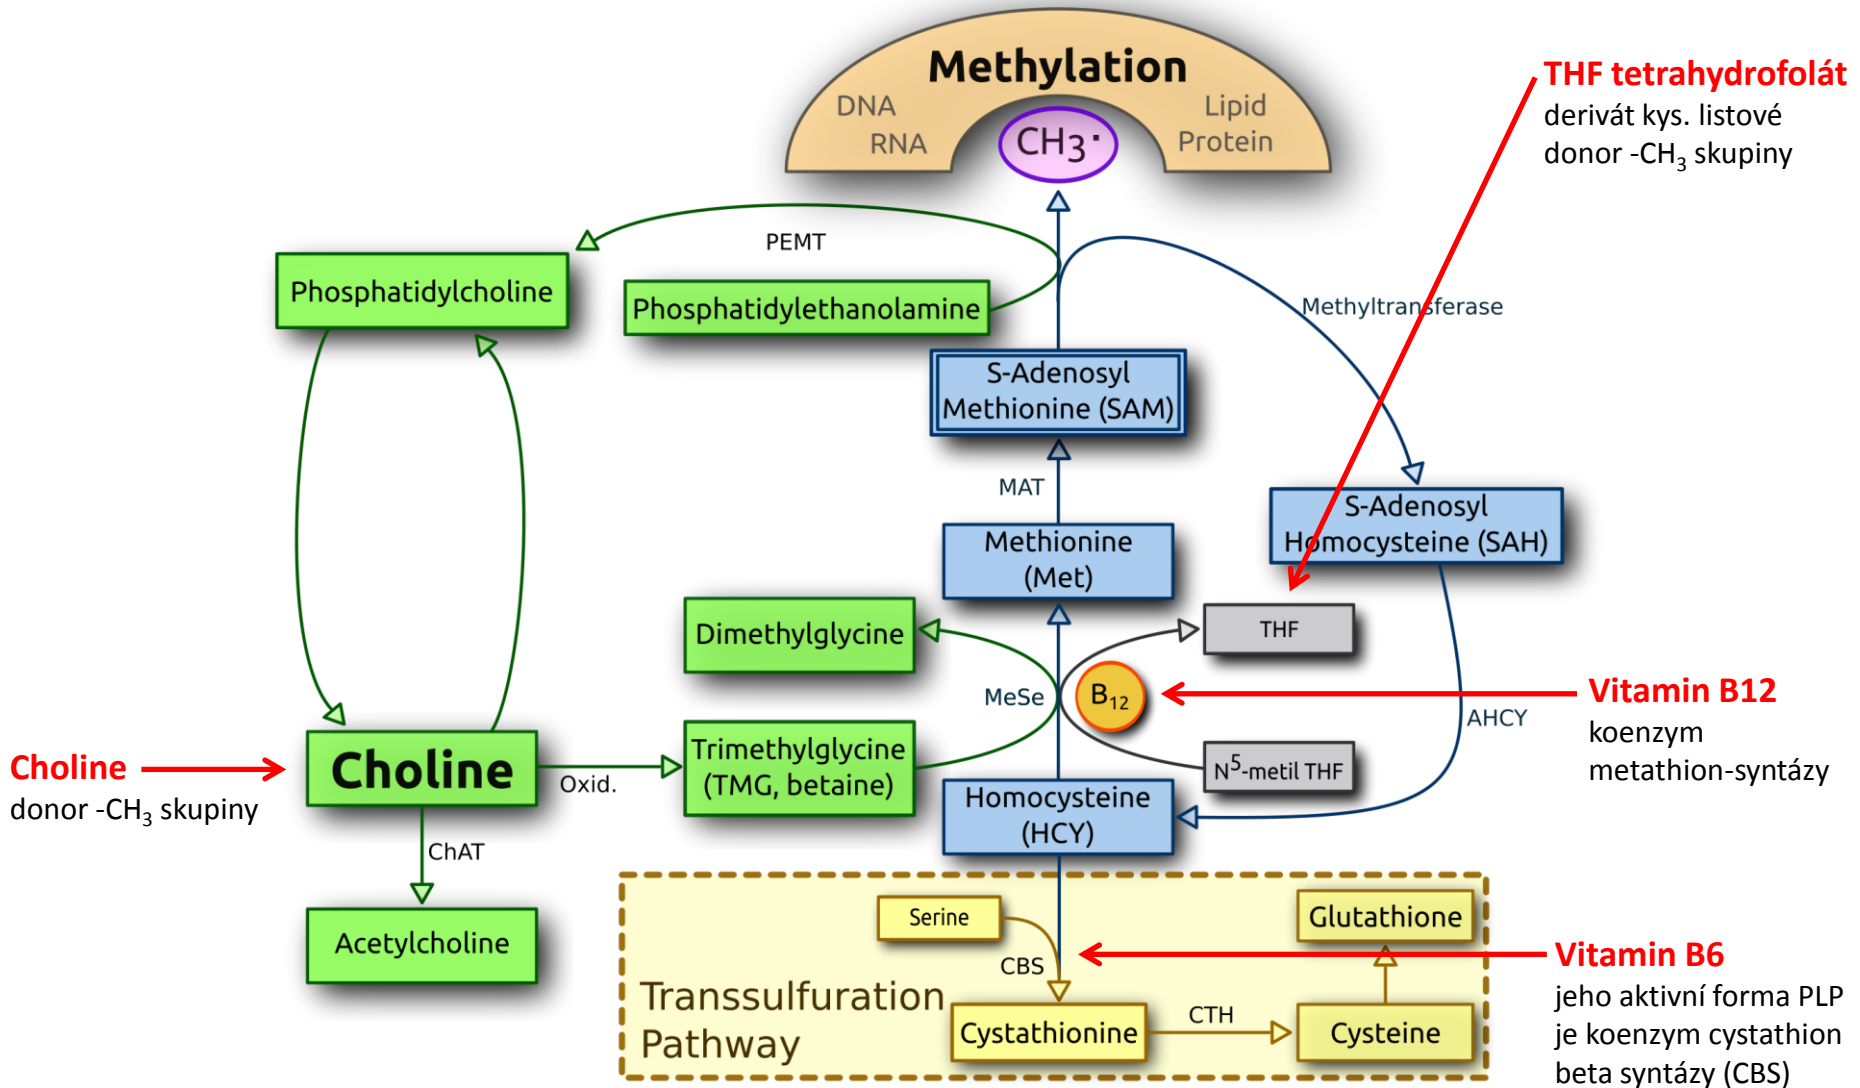 Methylation
DNA
RNA
Lipid
Protein
CH3·
THF tetrahydrofolát
derivát kys. listové
donor -CH3 skupiny
PEMT
Phosphatidylcholine
Phosphatidylethanolamine
Methyltransferase
S-Adenosyl
Methionine (SAM)
MAT
S-Adenosyl
Homocysteine (SAH)
Methionine
(Met)
Dimethylglycine
THF
MeSe
B12
Vitamin B12
koenzym
metathion-syntázy
AHCY
Choline
donor -CH3 skupiny
Choline
Oxid.
Trimethylglycine
(TMG, betaine)
N5-metil THF
Homocysteine
(HCY)
ChAT
Acetylcholine
Serine
Glutathione
CBS
Vitamin B6
jeho aktivní forma PLP
je koenzym cystathion
beta syntázy (CBS)
Transsulfuration
Pathway
Cystathionine
CTH
Cysteine